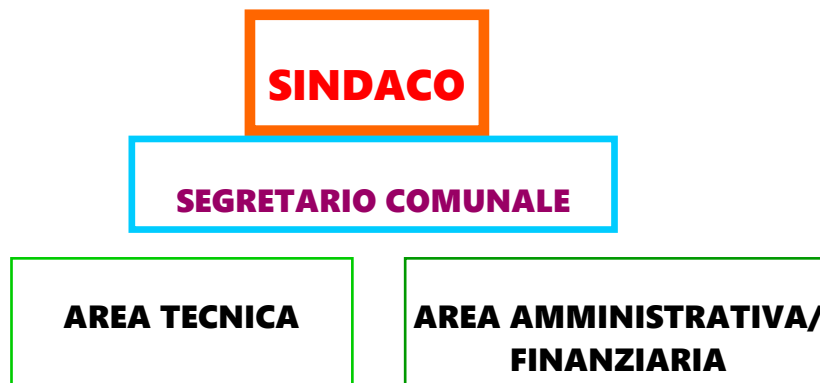 SINDACO
SEGRETARIO COMUNALE
AREA TECNICA
AREA AMMINISTRATIVA/
FINANZIARIA